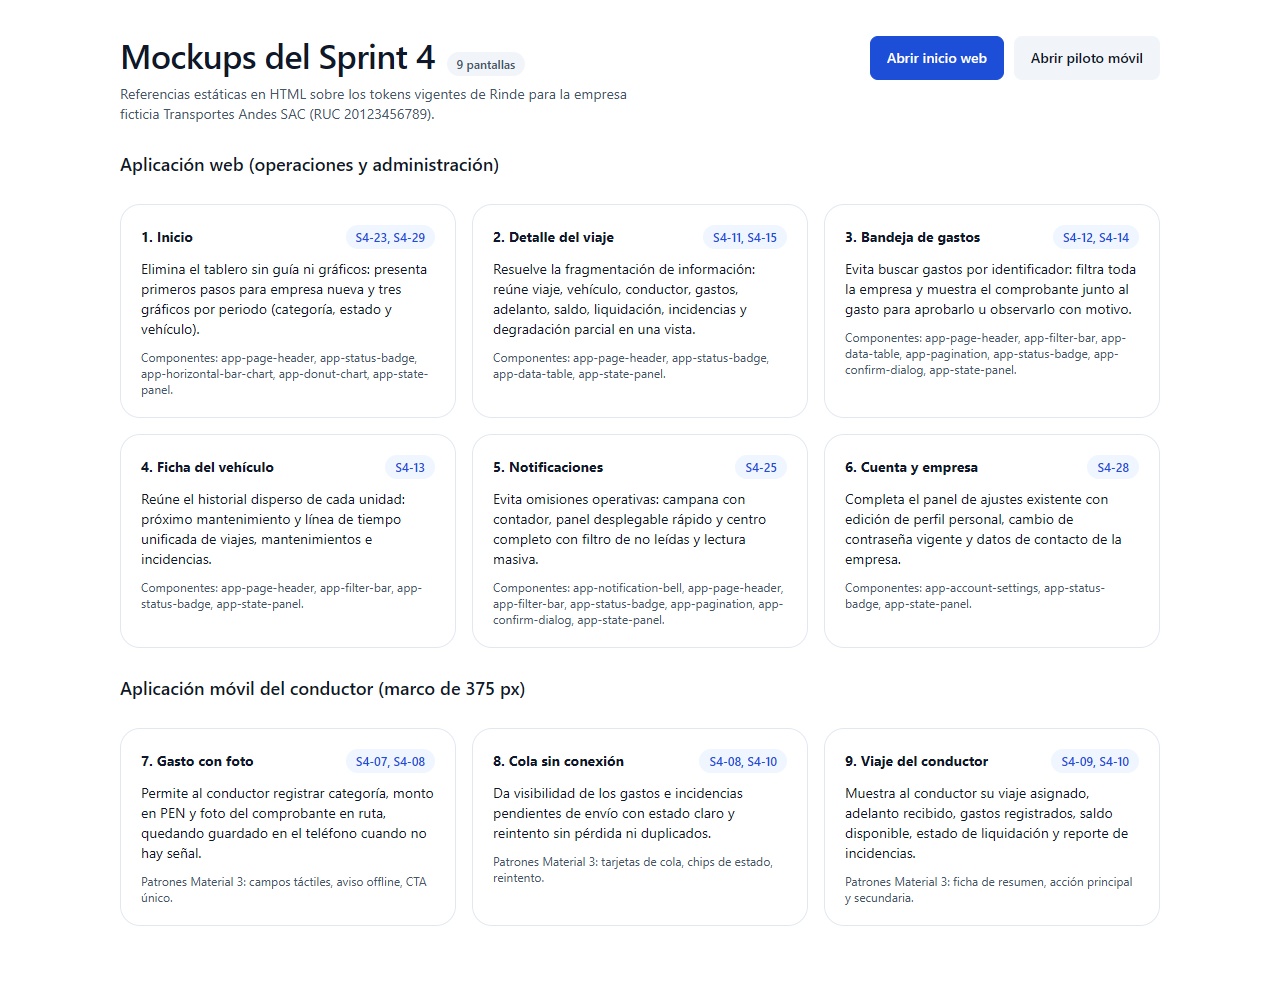 Mockups del Sprint 4
9 pantallas
Abrir inicio web
Abrir piloto móvil
Referencias estáticas en HTML sobre los tokens vigentes de Rinde para la empresa
ficticia Transportes Andes SAC (RUC 20123456789).
Aplicación web (operaciones y administración)
1. Inicio
S4-23, S4-29
Elimina el tablero sin guía ni gráficos: presenta
primeros pasos para empresa nueva y tres
gráficos por periodo (categoría, estado y
vehículo).
Componentes: app-page-header, app-status-badge,
app-horizontal-bar-chart, app-donut-chart, app-state-
panel.
2. Detalle del viaje
S4-11, S4-15
Resuelve la fragmentación de información:
reúne viaje, vehículo, conductor, gastos,
adelanto, saldo, liquidación, incidencias y
degradación parcial en una vista.
Componentes: app-page-header, app-status-badge,
app-data-table, app-state-panel.
3. Bandeja de gastos
S4-12, S4-14
Evita buscar gastos por identificador: filtra toda
la empresa y muestra el comprobante junto al
gasto para aprobarlo u observarlo con motivo.
Componentes: app-page-header, app-filter-bar, app-
data-table, app-pagination, app-status-badge, app-
confirm-dialog, app-state-panel.
4. Ficha del vehículo
S4-13
Reúne el historial disperso de cada unidad:
próximo mantenimiento y línea de tiempo
unificada de viajes, mantenimientos e
incidencias.
Componentes: app-page-header, app-filter-bar, app-
status-badge, app-state-panel.
5. Notificaciones
S4-25
Evita omisiones operativas: campana con
contador, panel desplegable rápido y centro
completo con filtro de no leídas y lectura
masiva.
Componentes: app-notification-bell, app-page-header,
app-filter-bar, app-status-badge, app-pagination, app-
confirm-dialog, app-state-panel.
6. Cuenta y empresa
S4-28
Completa el panel de ajustes existente con
edición de perfil personal, cambio de
contraseña vigente y datos de contacto de la
empresa.
Componentes: app-account-settings, app-status-
badge, app-state-panel.
Aplicación móvil del conductor (marco de 375 px)
7. Gasto con foto
S4-07, S4-08
Permite al conductor registrar categoría, monto
en PEN y foto del comprobante en ruta,
quedando guardado en el teléfono cuando no
hay señal.
Patrones Material 3: campos táctiles, aviso offline, CTA
único.
8. Cola sin conexión
S4-08, S4-10
Da visibilidad de los gastos e incidencias
pendientes de envío con estado claro y
reintento sin pérdida ni duplicados.
Patrones Material 3: tarjetas de cola, chips de estado,
reintento.
9. Viaje del conductor
S4-09, S4-10
Muestra al conductor su viaje asignado,
adelanto recibido, gastos registrados, saldo
disponible, estado de liquidación y reporte de
incidencias.
Patrones Material 3: ficha de resumen, acción principal
y secundaria.